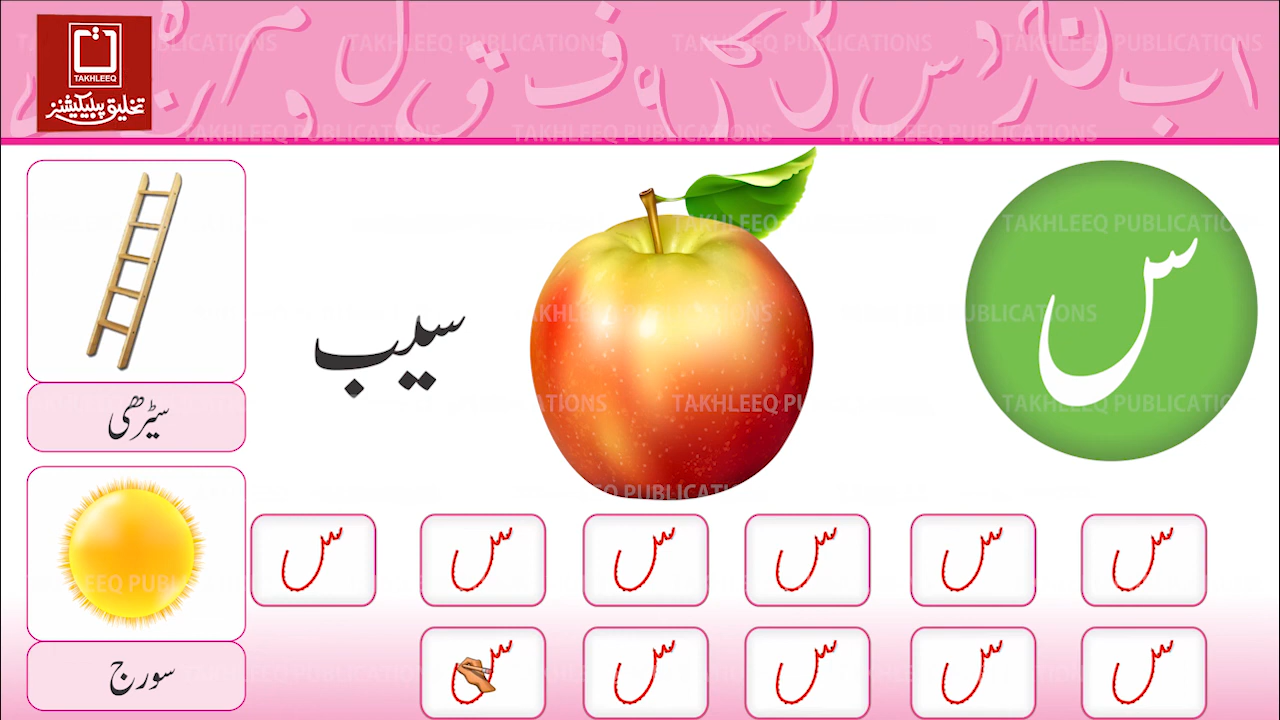 TAKHLEEQ
تخلیق پبلیکیشنز
ا ب ن د ر س ک گ و ف ق ل م
TAKHLEEQ PUBLICATIONS
س
سیب
سیڑھی
سورج
س س س س س س
س س س س س